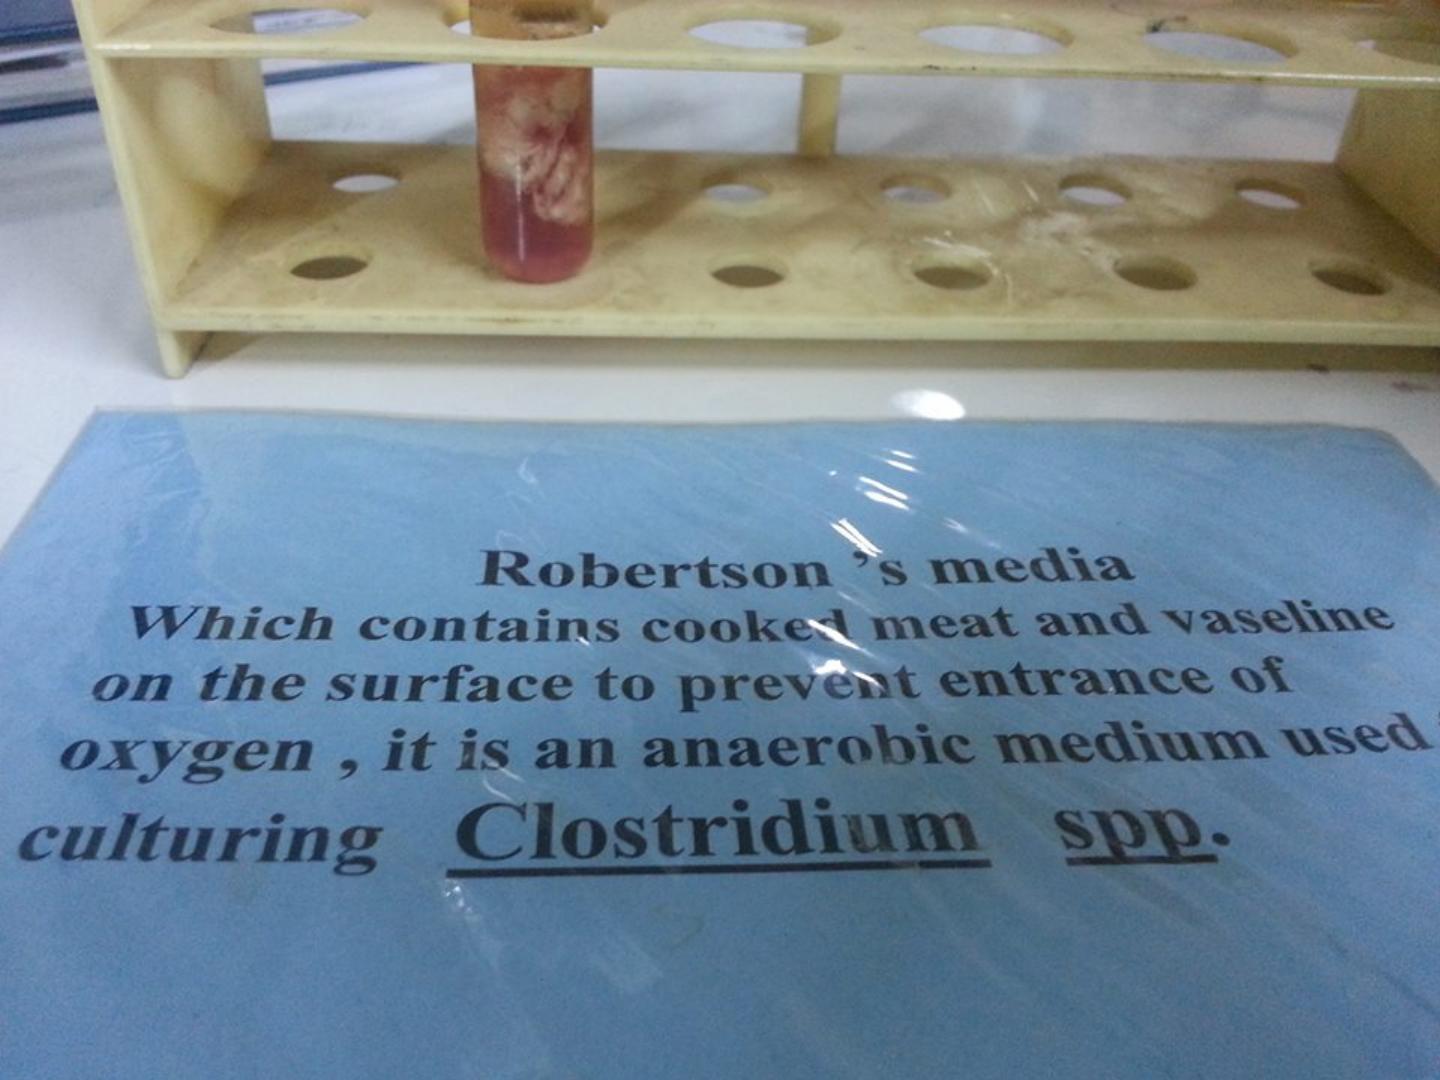 Robertson 's media
Which contains cooked meat and vaseline
on the surface to prevent entrance of
oxygen , it is an anaerobic medium used
culturing Clostridium spp.